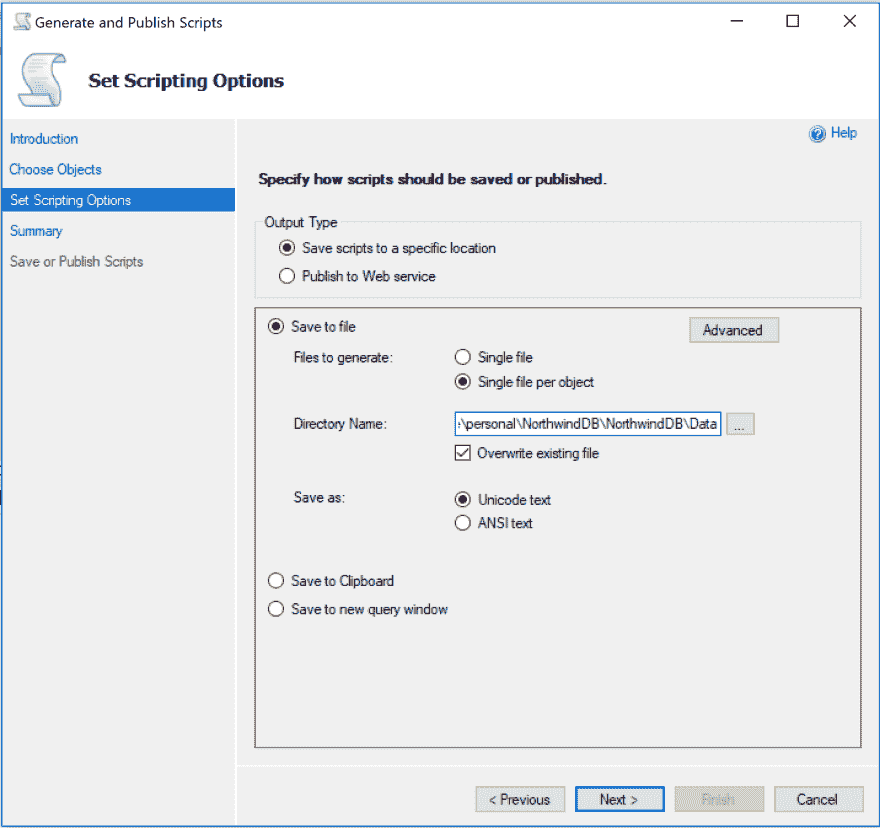 Generate and Publish Scripts
Set Scripting Options
Introduction
Choose Objects
Set Scripting Options
Summary
Save or Publish Scripts
Help
Specify how scripts should be saved or published.
Output Type
Save scripts to a specific location
Publish to Web service
Save to file
Advanced
Files to generate:
Single file
Single file per object
Directory Name:
:\personal\NorthwindDB\NorthwindDB\Data
...
Overwrite existing file
Save as:
Unicode text
ANSI text
Save to Clipboard
Save to new query window
< Previous
Next >
Finish
Cancel